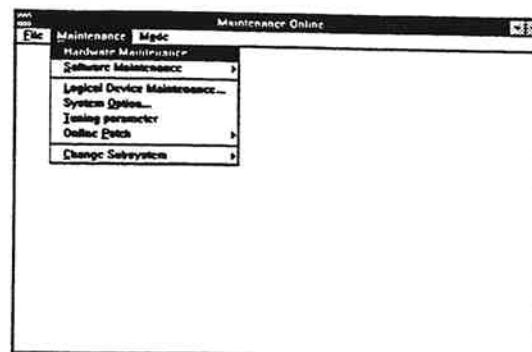 Maintenance Online
File Maintenance Mode
Hardware Maintenance
Software Maintenance
Logical Device Maintenance...
System Option...
Tuning parameter
Online Patch
Change Subsystem